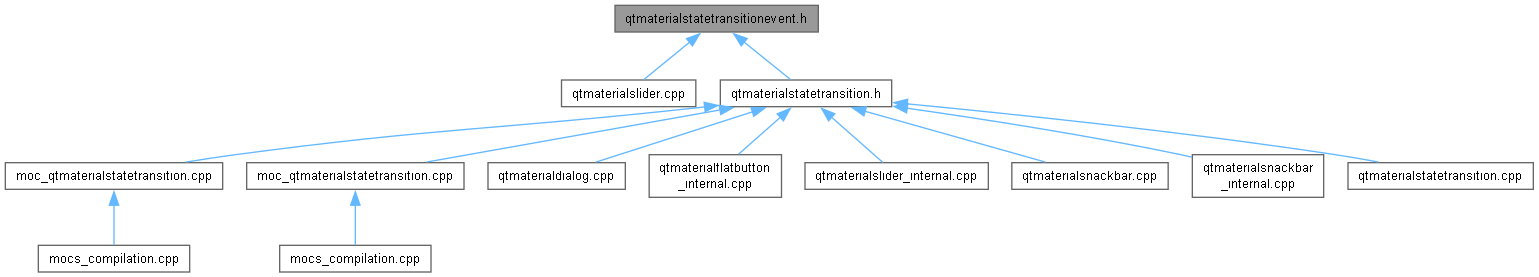 qtmaterialstatetransitionevent.h
qtmaterialslider.cpp
qtmaterialstatetransition.h
moc_qtmaterialstatetransition.cpp
moc_qtmaterialstatetransition.cpp
qtmaterialdialog.cpp
qtmaterialflatbutton
_internal.cpp
qtmaterialslider_internal.cpp
qtmaterialsnackbar.cpp
qtmaterialsnackbar
_internal.cpp
qtmaterialstatetransition.cpp
mocs_compilation.cpp
mocs_compilation.cpp